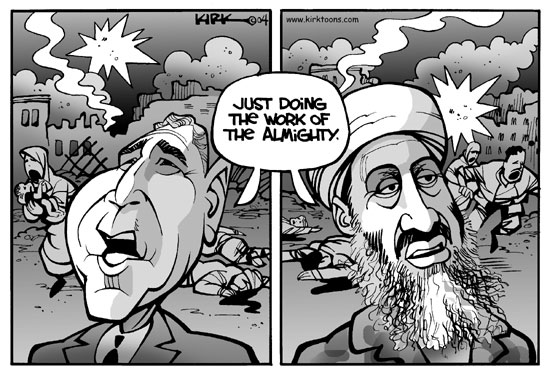 KIRK ©04
www.kirktoons.com
JUST DOING
THE WORK OF
THE ALMIGHTY.